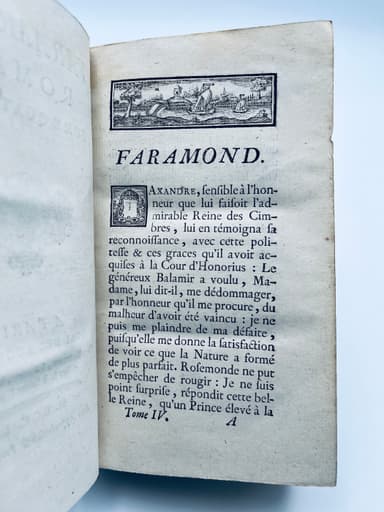 FARAMOND.
TAXANDRE, sensible à l'hon-
neur que lui faisoit l'ad-
mirable Reine des Cim-
bres, lui en témoigna sa
reconnoissance, avec cette poli-
tesse & ces graces qu'il avoit ac-
quises à la Cour d'Honorius : Le
généreux Balamir a voulu, Ma-
dame, lui dit-il, me dédommager,
par l'honneur qu'il me procure, du
malheur d'avoir été vaincu : je ne
puis me plaindre de ma défaite,
puisqu'elle me donne la satisfaction
de voir ce que la Nature a formé
de plus parfait. Rosemonde ne put
s'empêcher de rougir : Je ne suis
point surprise, répondit cette bel-
le Reine, qu'un Prince élevé à la
Tome IV. A